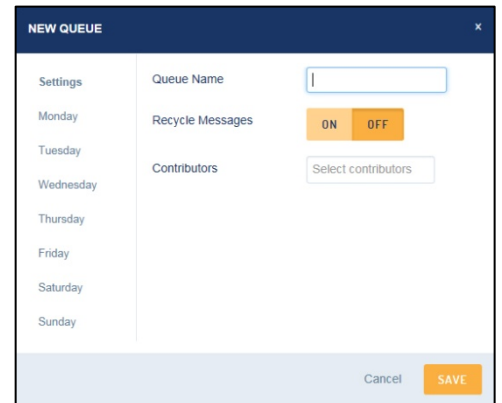 NEW QUEUE x
Settings
Monday
Tuesday
Wednesday
Thursday
Friday
Saturday
Sunday
Queue Name
Recycle Messages ON OFF
Contributors Select contributors
Cancel SAVE